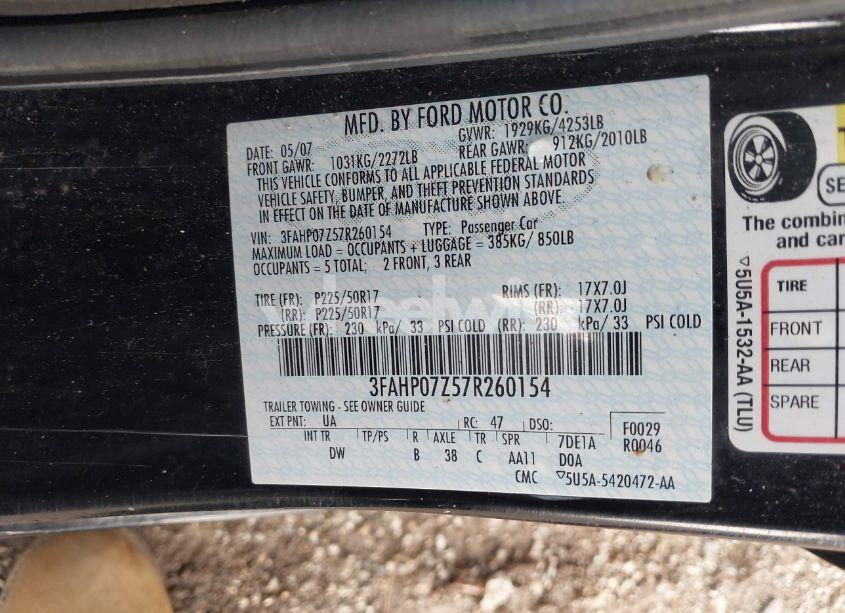 MFD. BY FORD MOTOR CO.
DATE: 05/07 GVWR: 1929KG/4253LB
FRONT GAWR: 1031KG/2272LB REAR GAWR: 912KG/2010LB
THIS VEHICLE CONFORMS TO ALL APPLICABLE FEDERAL MOTOR
VEHICLE SAFETY, BUMPER, AND THEFT PREVENTION STANDARDS
IN EFFECT ON THE DATE OF MANUFACTURE SHOWN ABOVE.
VIN: 3FAHP07Z57R260154 TYPE: Passenger Car
MAXIMUM LOAD = OCCUPANTS + LUGGAGE = 385KG/ 850LB
OCCUPANTS = 5 TOTAL; 2 FRONT, 3 REAR
TIRE (FR): P225/50R17 RIMS (FR): 17X7.0J
(RR): P225/50R17 (RR): 17X7.0J
PRESSURE (FR): 230 kPa/ 33 PSI COLD (RR): 230 kPa/ 33 PSI COLD
3FAHP07Z57R260154
TRAILER TOWING - SEE OWNER GUIDE
EXT PNT: UA RC: 47 DSO: F0029
INT TR TP/PS R AXLE TR SPR 7DE1A R0046
DW B 38 C AA11 D0A
CMC ▽5U5A-5420472-AA
▽5U5A-1532-AA (TLU)
The combin
and car
TIRE
FRONT
REAR
SPARE